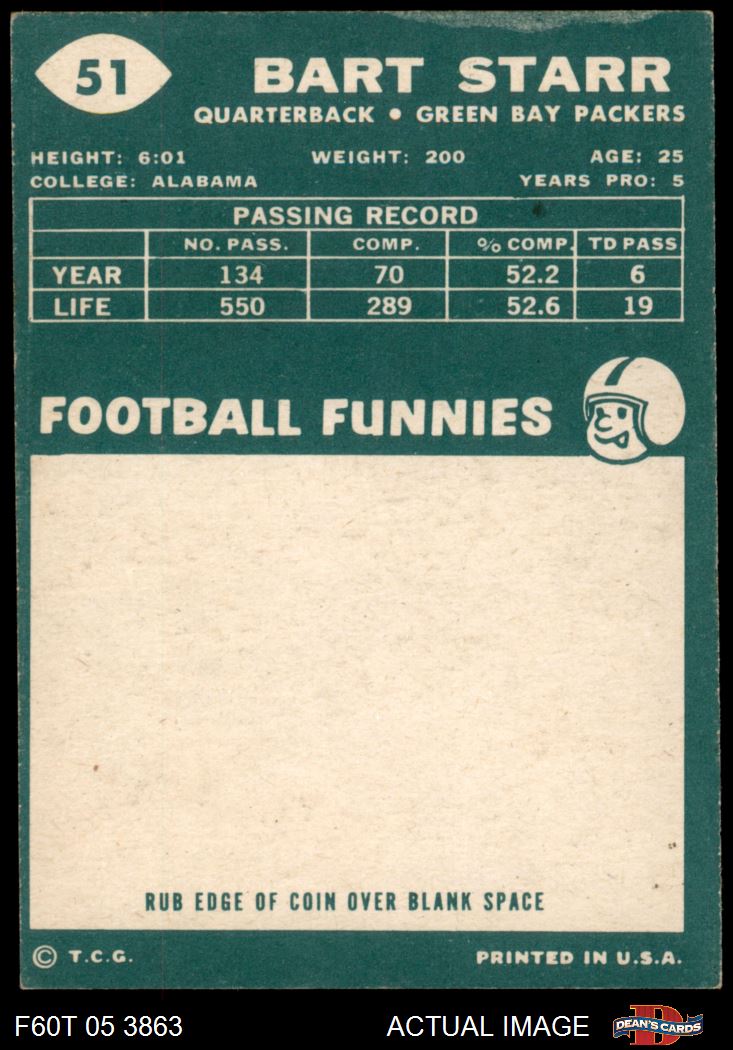 51
BART STARR
QUARTERBACK • GREEN BAY PACKERS
HEIGHT: 6:01 WEIGHT: 200 AGE: 25
COLLEGE: ALABAMA YEARS PRO: 5
PASSING RECORD
NO. PASS. COMP. % COMP. TD PASS
YEAR 134 70 52.2 6
LIFE 550 289 52.6 19
FOOTBALL FUNNIES
RUB EDGE OF COIN OVER BLANK SPACE
© T.C.G. PRINTED IN U.S.A.
F60T 05 3863 ACTUAL IMAGE D DEAN'S CARDS